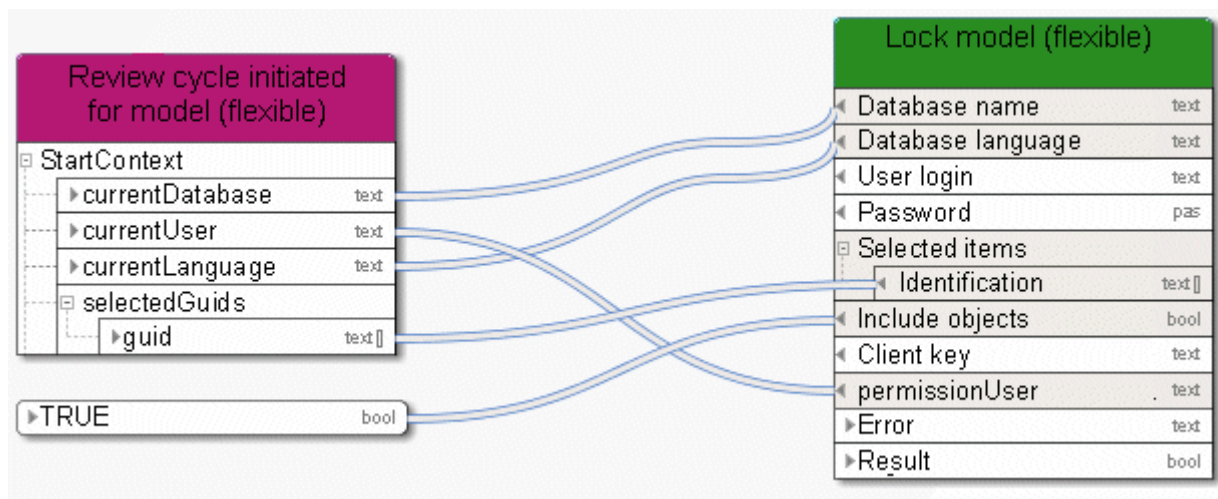 Review cycle initiated
for model (flexible)
StartContext
currentDatabase text
currentUser text
currentLanguage text
selectedGuids
guid text[]
TRUE bool
Lock model (flexible)
Database name text
Database language text
User login text
Password pas
Selected items
Identification text[]
Include objects bool
Client key text
permissionUser . text
Error text
Result bool